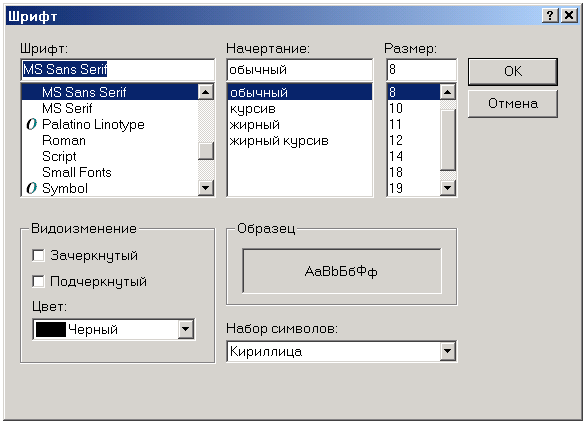 Шрифт
Шрифт:
MS Sans Serif
MS Sans Serif
MS Serif
Palatino Linotype
Roman
Script
Small Fonts
Symbol
Начертание:
обычный
обычный
курсив
жирный
жирный курсив
Размер:
8
8
10
11
12
14
18
19
OK
Отмена
Видоизменение
Зачеркнутый
Подчеркнутый
Цвет:
Черный
Образец
АаВbБбФф
Набор символов:
Кириллица